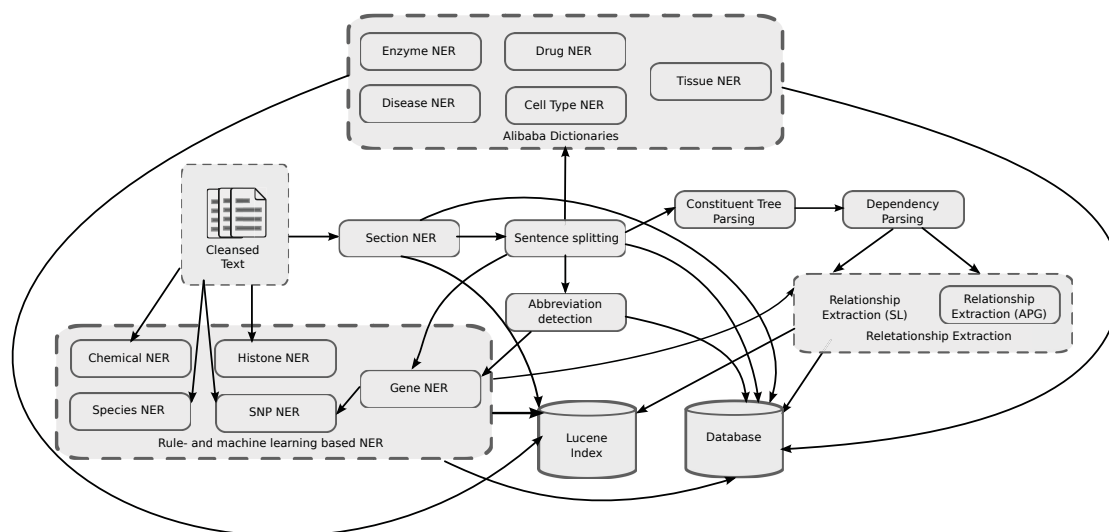 Enzyme NER
Drug NER
Tissue NER
Disease NER
Cell Type NER
Alibaba Dictionaries
Cleansed
Text
Section NER
Sentence splitting
Constituent Tree
Parsing
Dependency
Parsing
Abbreviation
detection
Relationship
Extraction (SL)
Relationship
Extraction (APG)
Reletationship Extraction
Chemical NER
Histone NER
Gene NER
Species NER
SNP NER
Rule- and machine learning based NER
Lucene
Index
Database